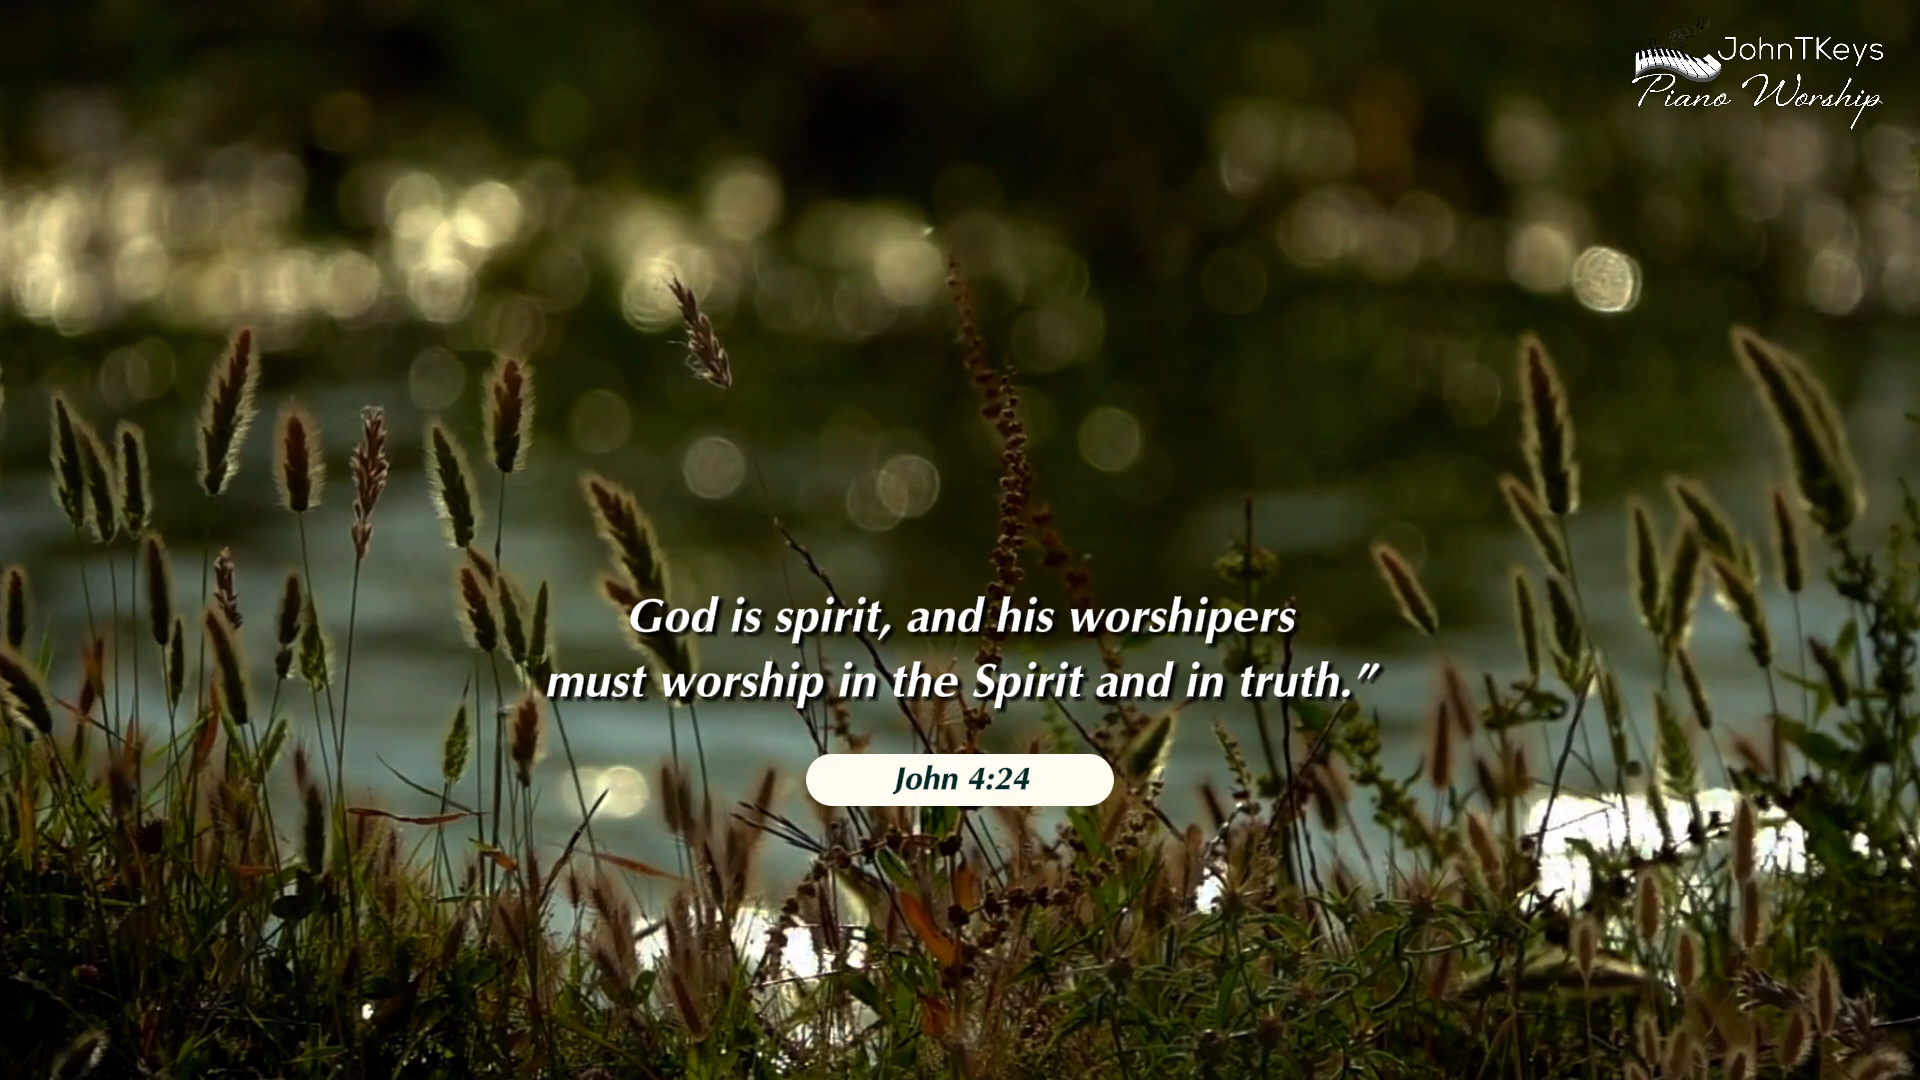 JohnTKeys
Piano Worship
God is spirit, and his worshipers
must worship in the Spirit and in truth.”
John 4:24